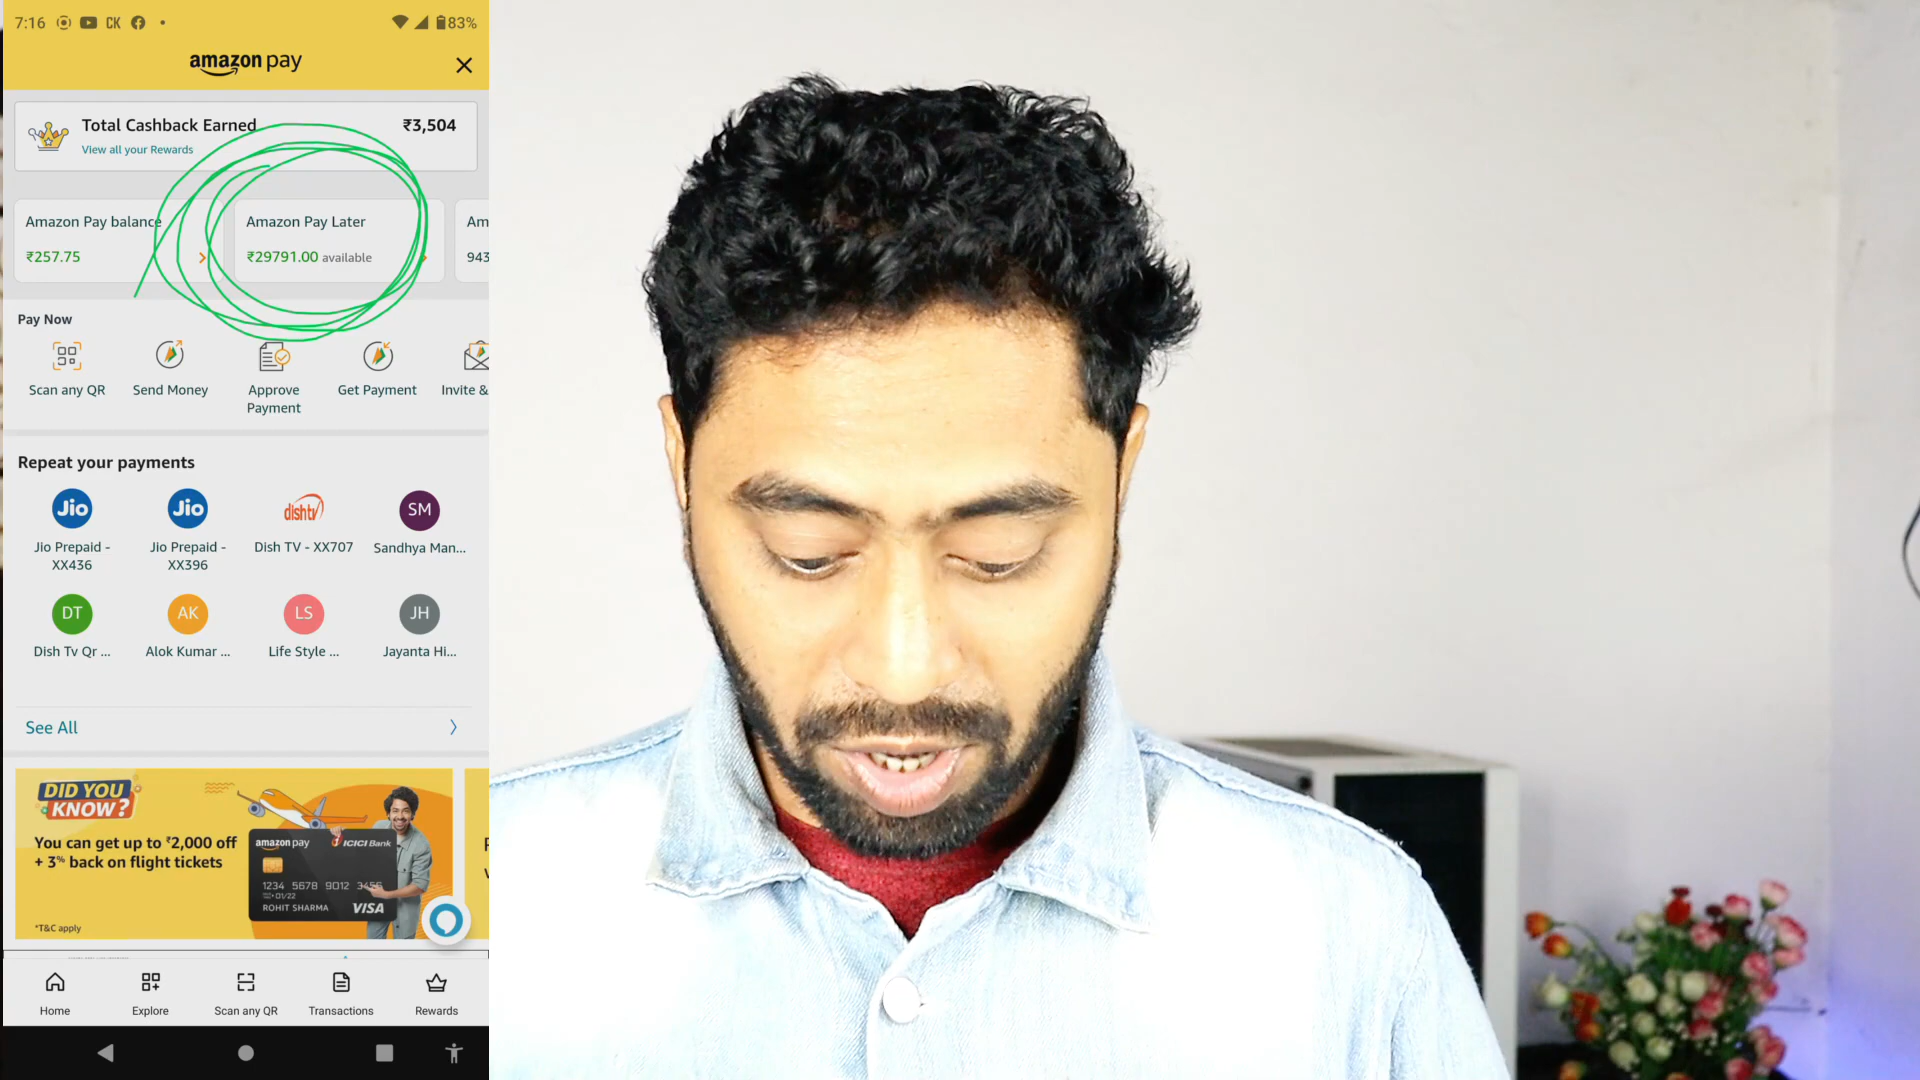 7:16 CK 83%
amazon pay
Total Cashback Earned ₹3,504
View all your Rewards
Amazon Pay balance
₹257.75
Amazon Pay Later
₹29791.00 available
Am
943
Pay Now
Scan any QR
Send Money
Approve
Payment
Get Payment
Invite &
Repeat your payments
Jio
Jio Prepaid -
XX436
Jio
Jio Prepaid -
XX396
dishtv
Dish TV - XX707
SM
Sandhya Man...
DT
Dish Tv Qr ...
AK
Alok Kumar ...
LS
Life Style ...
JH
Jayanta Hi...
See All
DID YOU
KNOW?
You can get up to ₹2,000 off
+ 3% back on flight tickets
*T&C apply
amazon pay ICICI Bank
1234 5678 9012 3456
01/22
ROHIT SHARMA VISA
Home
Explore
Scan any QR
Transactions
Rewards